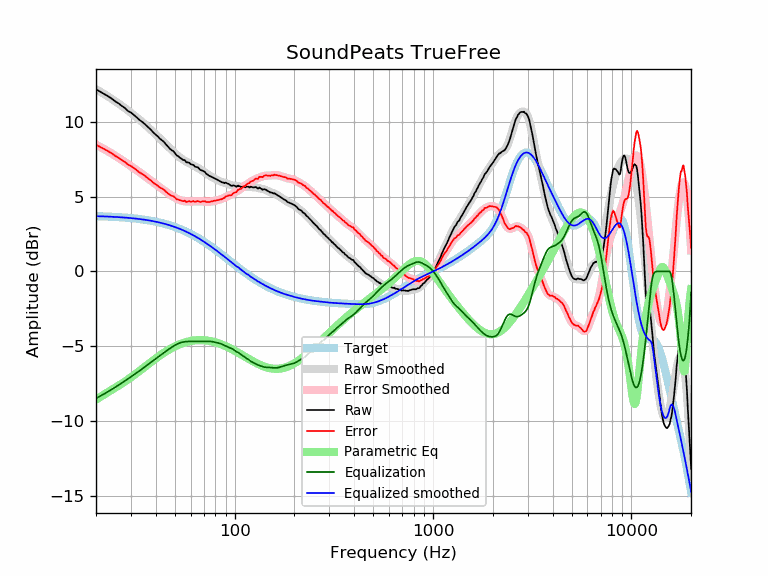 SoundPeats TrueFree
Amplitude (dBr)
10
5
0
−5
−10
−15
Target
Raw Smoothed
Error Smoothed
Raw
Error
Parametric Eq
Equalization
Equalized smoothed
100
1000
10000
Frequency (Hz)